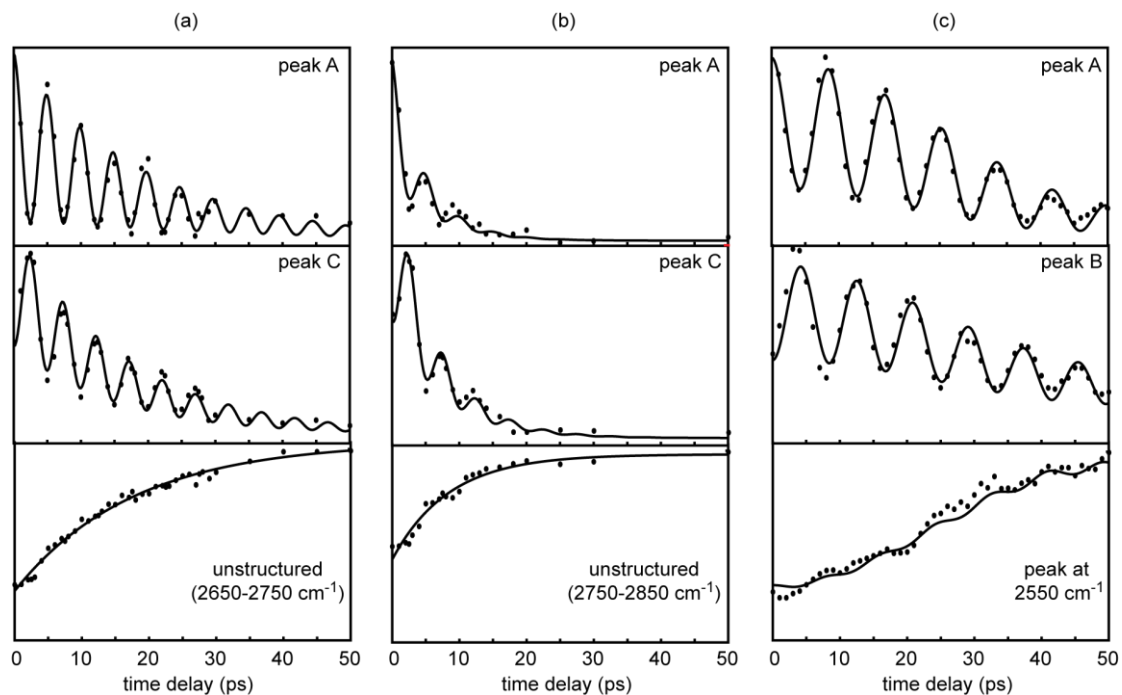 (a)
(b)
(c)
peak A
peak A
peak A
peak C
peak C
peak B
unstructured
(2650-2750 cm⁻¹)
unstructured
(2750-2850 cm⁻¹)
peak at
2550 cm⁻¹
0 10 20 30 40 50
0 10 20 30 40 50
0 10 20 30 40 50
time delay (ps)
time delay (ps)
time delay (ps)